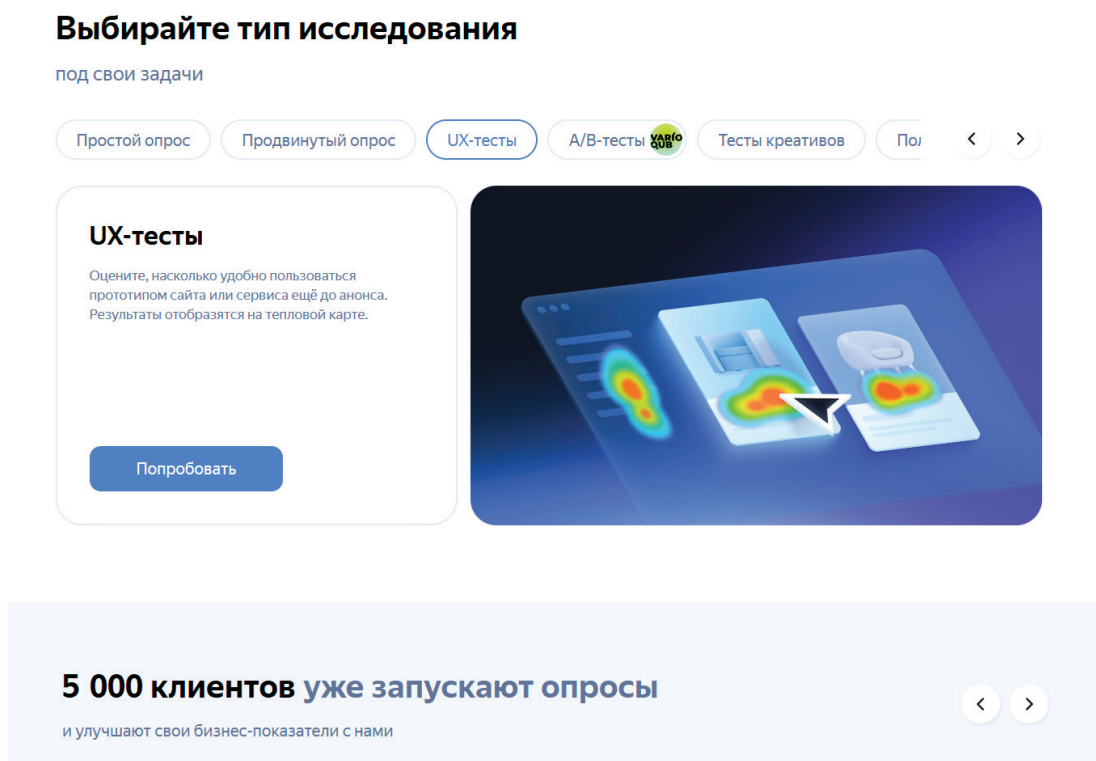 Выбирайте тип исследования
под свои задачи
Простой опрос
Продвинутый опрос
UX-тесты
A/B-тесты
VARÍO
QUB
Тесты креативов
UX-тесты
Оцените, насколько удобно пользоваться
прототипом сайта или сервиса ещё до анонса.
Результаты отобразятся на тепловой карте.
Попробовать
5 000 клиентов уже запускают опросы
и улучшают свои бизнес-показатели с нами